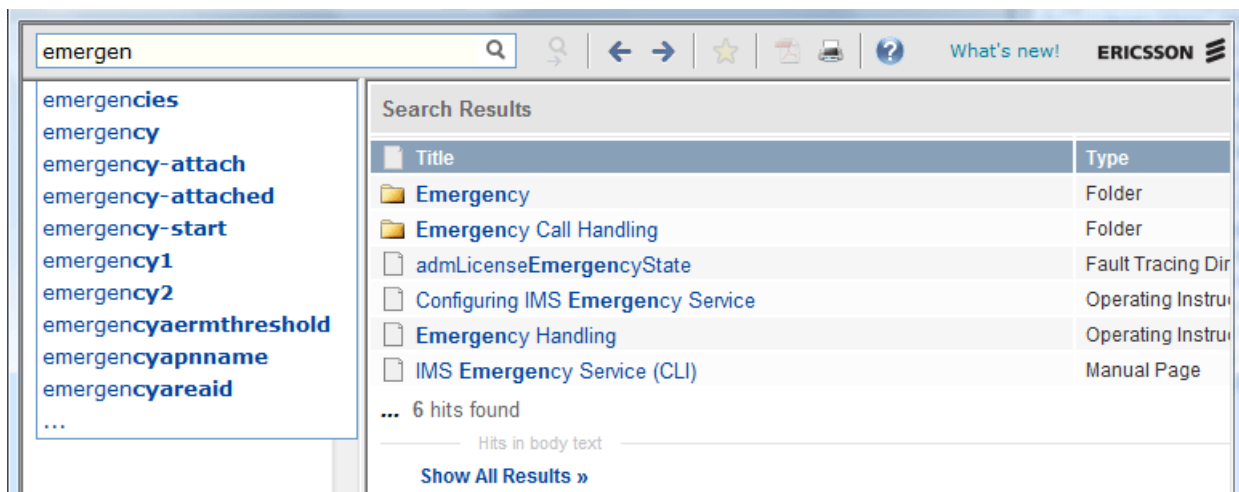 emergen
What's new!
ERICSSON
emergencies
emergency
emergency-attach
emergency-attached
emergency-start
emergency1
emergency2
emergencyaermthreshold
emergencyapnname
emergencyareaid
...
Search Results
Title Type
Emergency Folder
Emergency Call Handling Folder
admLicenseEmergencyState Fault Tracing Dir
Configuring IMS Emergency Service Operating Instru
Emergency Handling Operating Instru
IMS Emergency Service (CLI) Manual Page
... 6 hits found
Hits in body text
Show All Results »